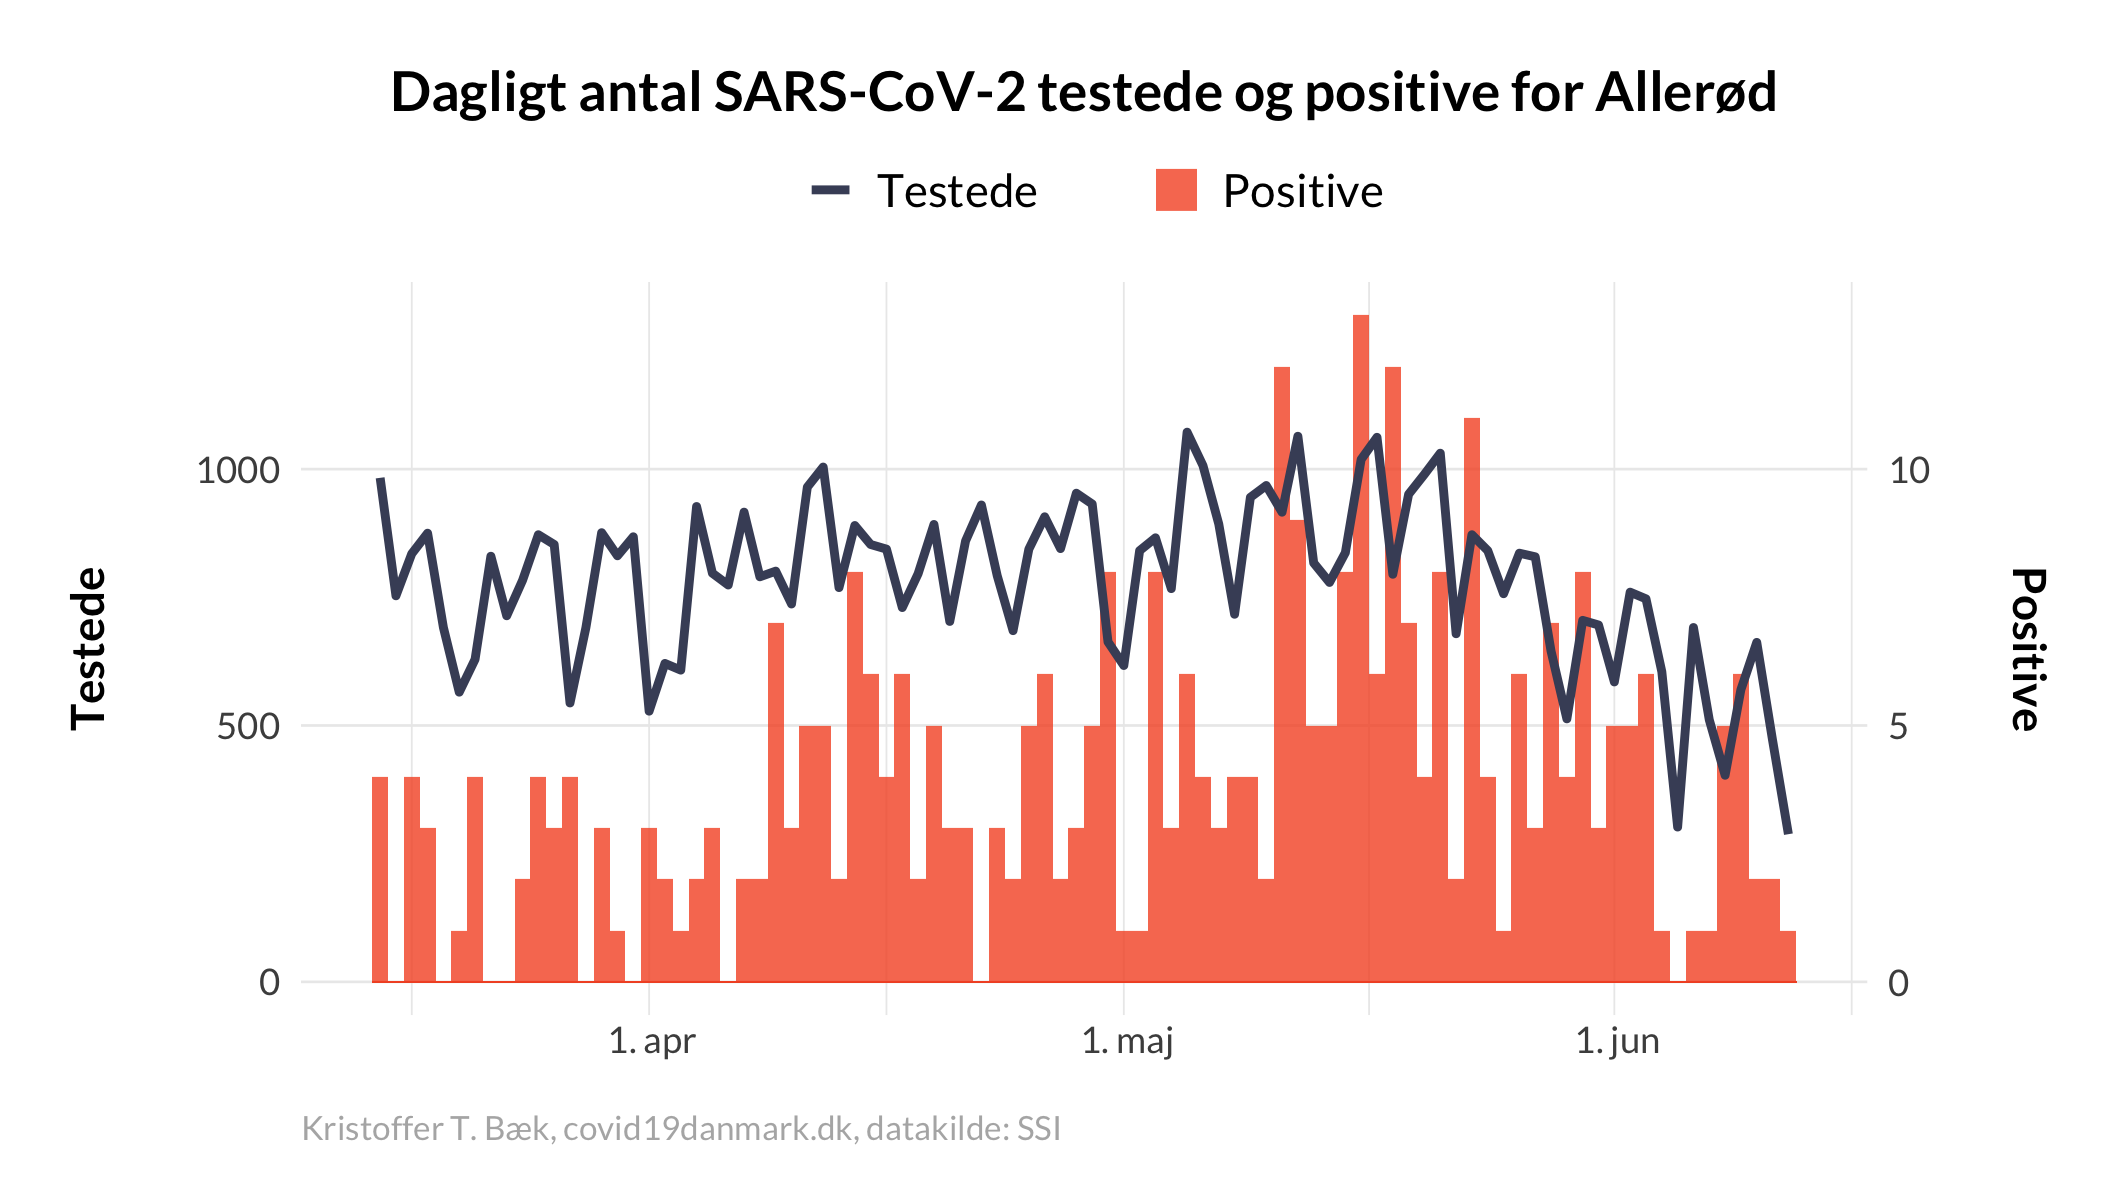 Dagligt antal SARS-CoV-2 testede og positive for Allerød
Testede
Positive
1000
500
0
Testede
10
5
0
Positive
1. apr
1. maj
1. jun
Kristoffer T. Bæk, covid19danmark.dk, datakilde: SSI